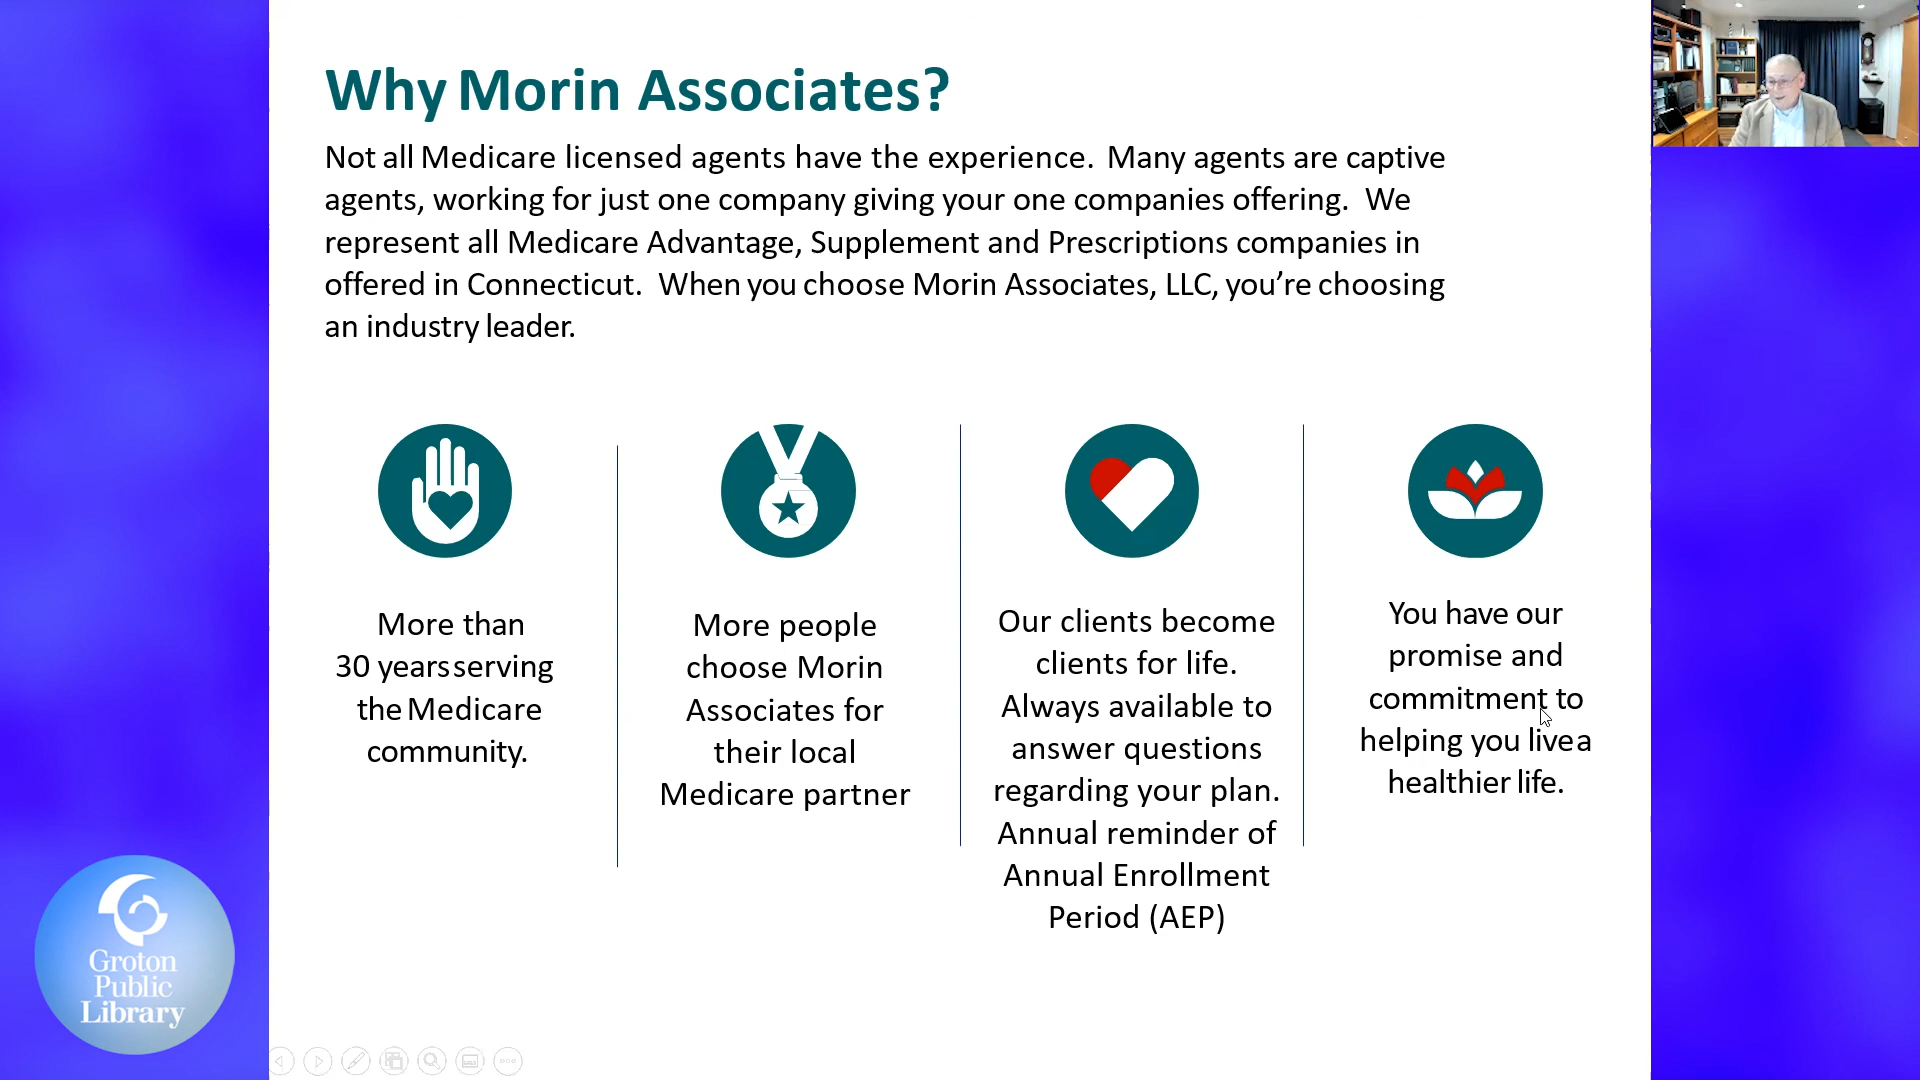 Why Morin Associates?
Not all Medicare licensed agents have the experience. Many agents are captive
agents, working for just one company giving your one companies offering. We
represent all Medicare Advantage, Supplement and Prescriptions companies in
offered in Connecticut. When you choose Morin Associates, LLC, you’re choosing
an industry leader.
More than
30 years serving
the Medicare
community.
More people
choose Morin
Associates for
their local
Medicare partner
Our clients become
clients for life.
Always available to
answer questions
regarding your plan.
Annual reminder of
Annual Enrollment
Period (AEP)
You have our
promise and
commitment to
helping you live a
healthier life.
Groton
Public
Library